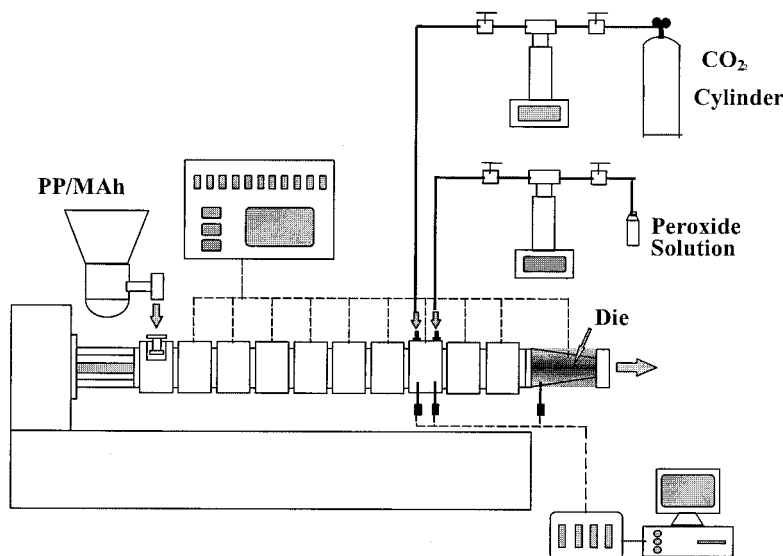 CO₂
Cylinder
PP/MAh
Peroxide
Solution
Die